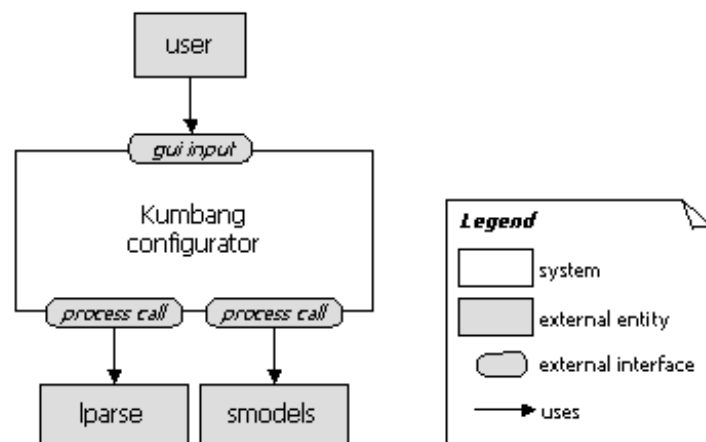 user
gui input
Kumbang
configurator
process call
process call
lparse
smodels
Legend
system
external entity
external interface
uses